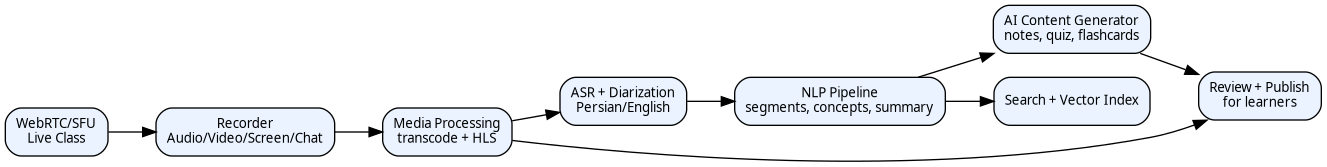 WebRTC/SFU
Live Class
Recorder
Audio/Video/Screen/Chat
Media Processing
transcode + HLS
ASR + Diarization
Persian/English
NLP Pipeline
segments, concepts, summary
AI Content Generator
notes, quiz, flashcards
Search + Vector Index
Review + Publish
for learners